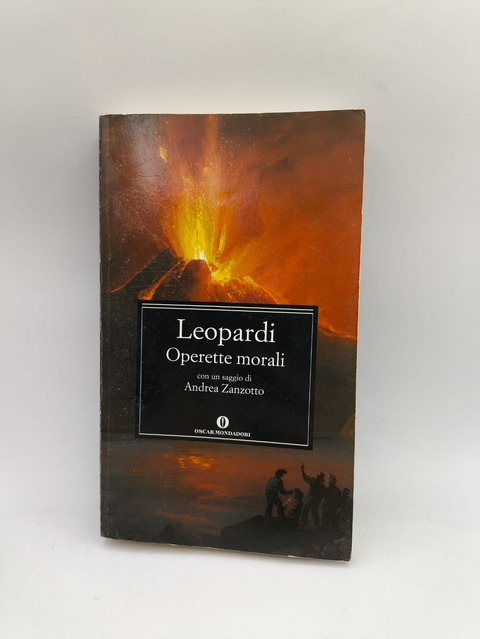 Leopardi
Operette morali
con un saggio di
Andrea Zanzotto
OSCAR MONDADORI